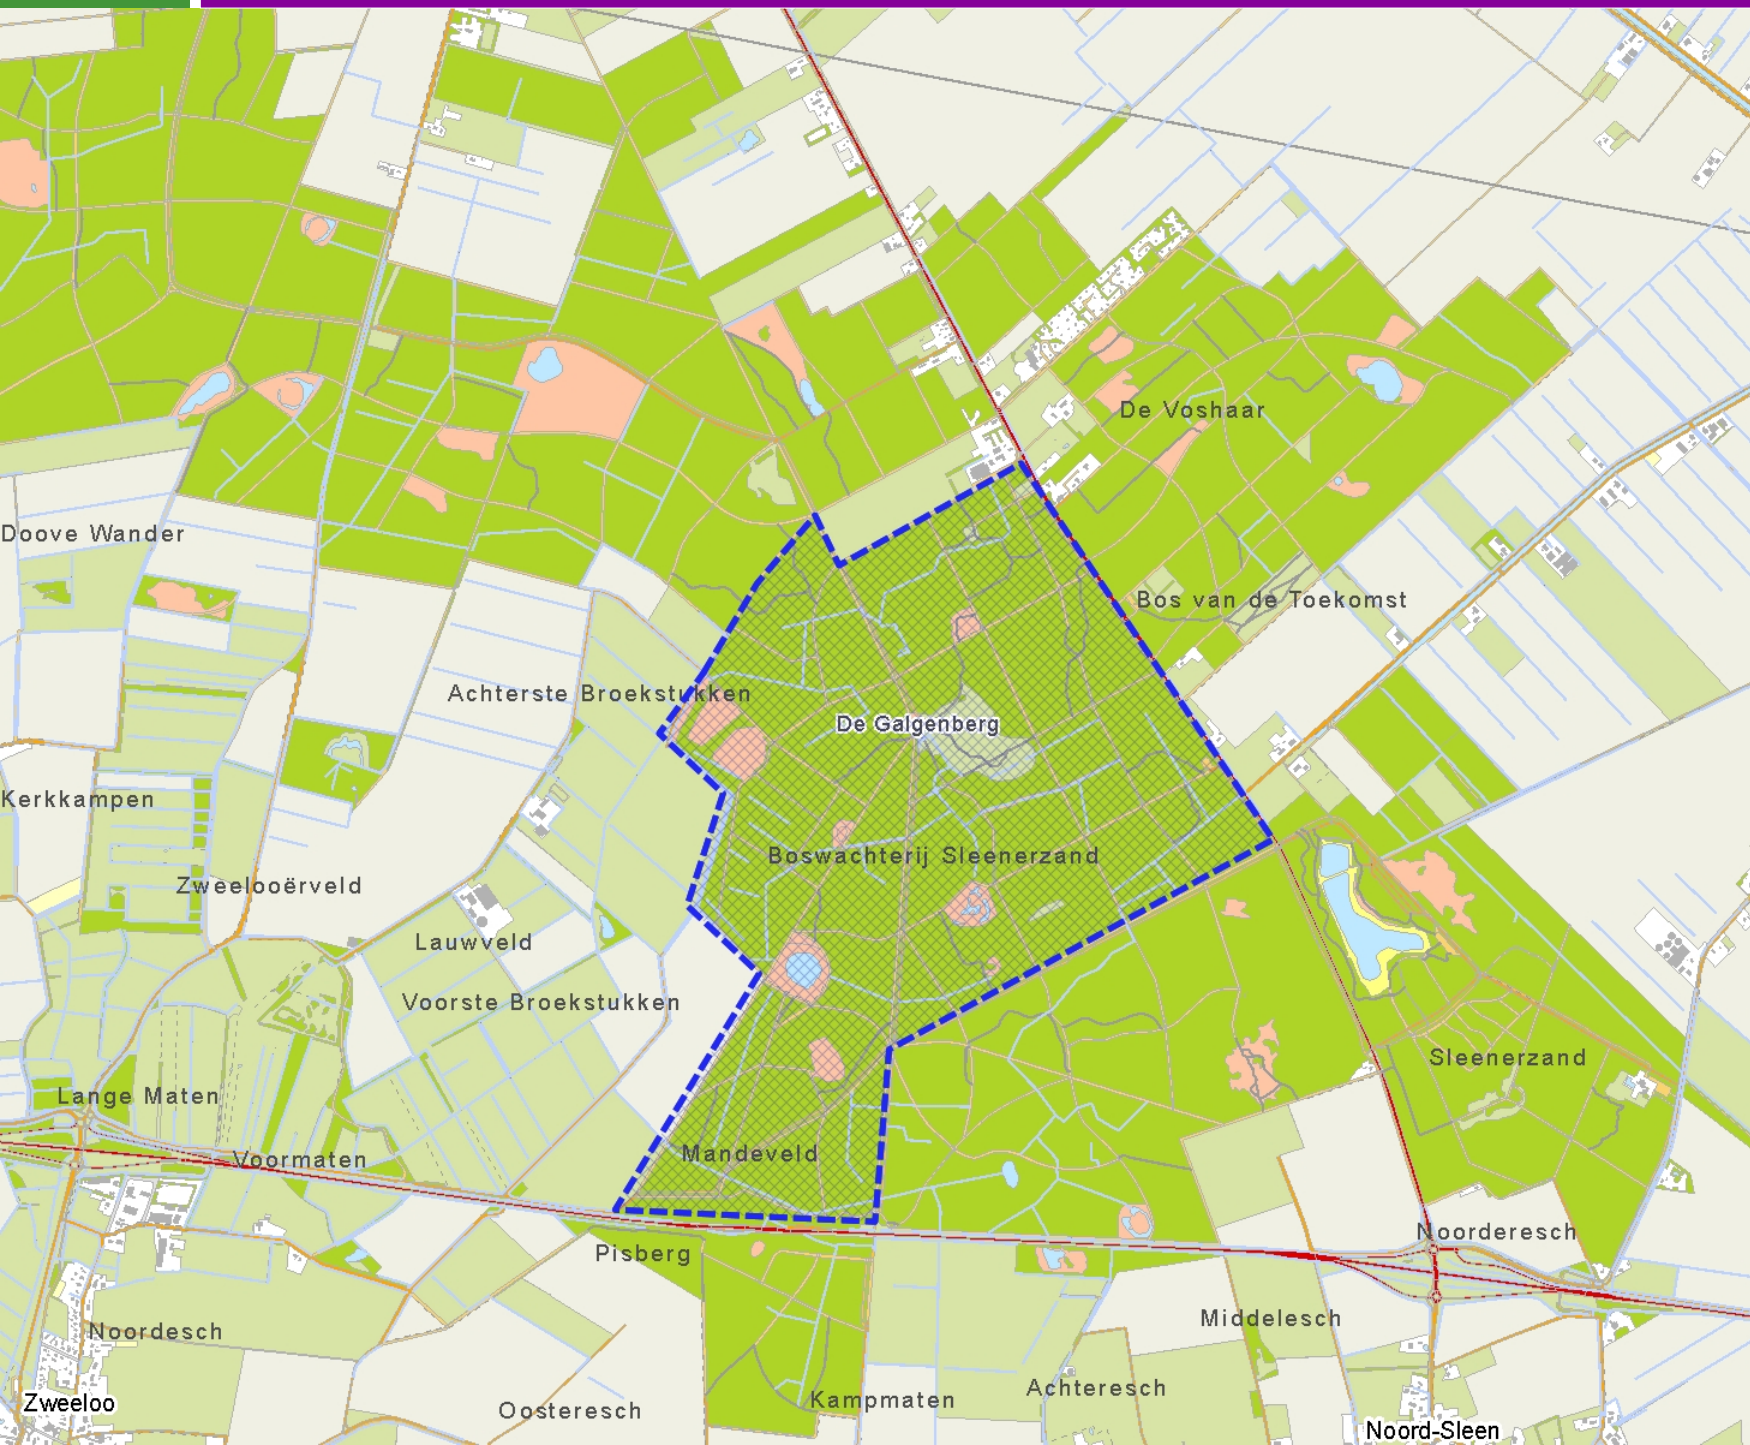 De Voshaar
Doove Wander
Bos van de Toekomst
Achterste Broekstukken
De Galgenberg
Kerkkampen
Boswachterij Sleenerzand
Zweelooërveld
Lauwveld
Voorste Broekstukken
Sleenerzand
Lange Maten
Mandeveld
Voormaten
Noorderesch
Pisberg
Middelesch
Noordesch
Achteresch
Kampmaten
Zweeloo
Oosteresch
Noord-Sleen